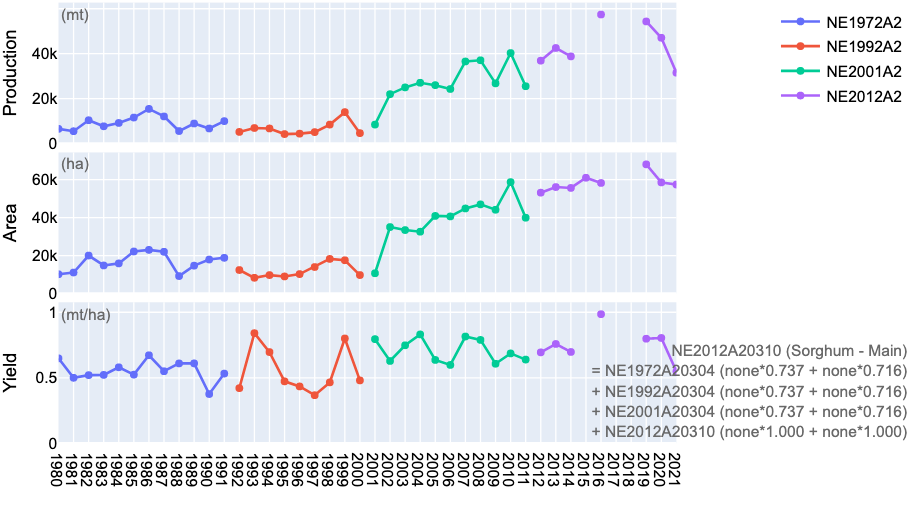 (mt)
Production
40k
20k
0
NE1972A2
NE1992A2
NE2001A2
NE2012A2
(ha)
Area
60k
40k
20k
0
(mt/ha)
Yield
1
0.5
0
NE2012A20310 (Sorghum - Main)
= NE1972A20304 (none*0.737 + none*0.716)
+ NE1992A20304 (none*0.737 + none*0.716)
+ NE2001A20304 (none*0.737 + none*0.716)
+ NE2012A20310 (none*1.000 + none*1.000)
1980
1981
1982
1983
1984
1985
1986
1987
1988
1989
1990
1991
1992
1993
1994
1995
1996
1997
1998
1999
2000
2001
2002
2003
2004
2005
2006
2007
2008
2009
2010
2011
2012
2013
2014
2015
2016
2017
2018
2019
2020
2021